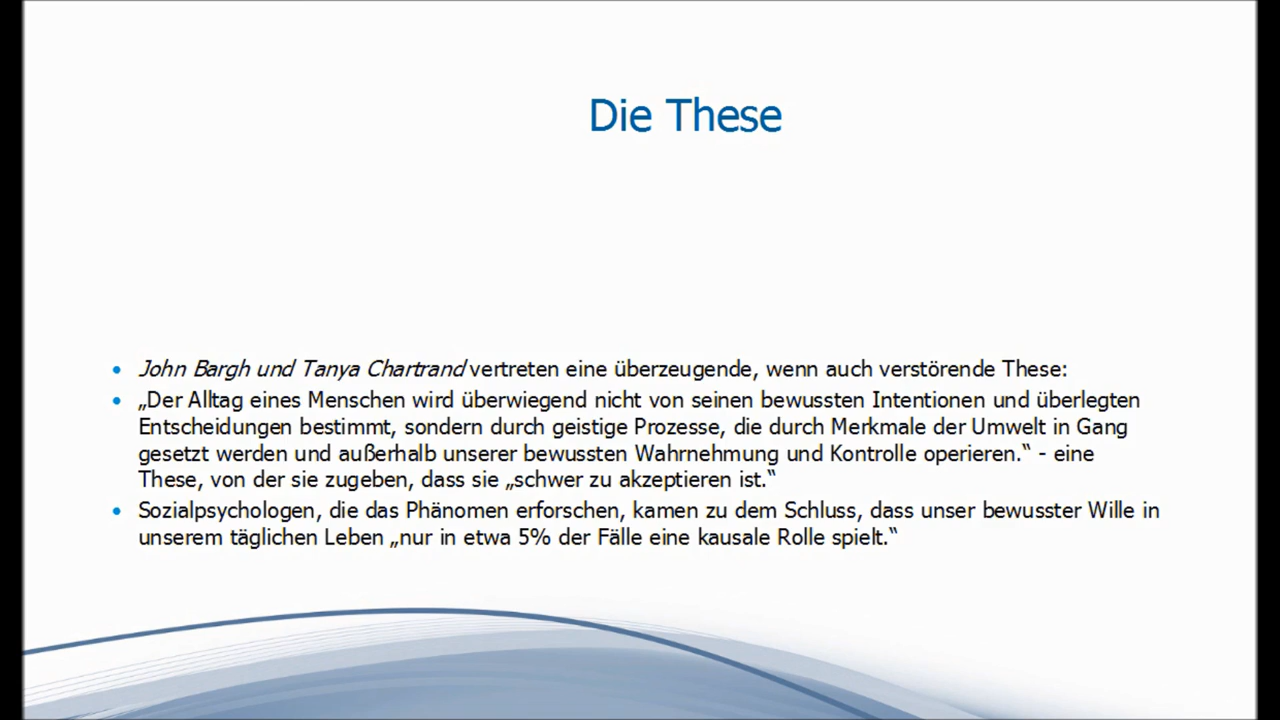 Die These
• John Bargh und Tanya Chartrand vertreten eine überzeugende, wenn auch verstörende These:
• „Der Alltag eines Menschen wird überwiegend nicht von seinen bewussten Intentionen und überlegten
Entscheidungen bestimmt, sondern durch geistige Prozesse, die durch Merkmale der Umwelt in Gang
gesetzt werden und außerhalb unserer bewussten Wahrnehmung und Kontrolle operieren.“ - eine
These, von der sie zugeben, dass sie „schwer zu akzeptieren ist.“
• Sozialpsychologen, die das Phänomen erforschen, kamen zu dem Schluss, dass unser bewusster Wille in
unserem täglichen Leben „nur in etwa 5% der Fälle eine kausale Rolle spielt.“